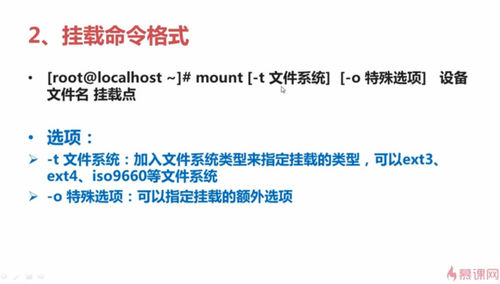 2、挂载命令格式
• [root@localhost ~]# mount [-t 文件系统] [-o 特殊选项] 设备
文件名 挂载点
• 选项：
➢ -t 文件系统：加入文件系统类型来指定挂载的类型，可以ext3、
ext4、iso9660等文件系统
➢ -o 特殊选项：可以指定挂载的额外选项
慕课网